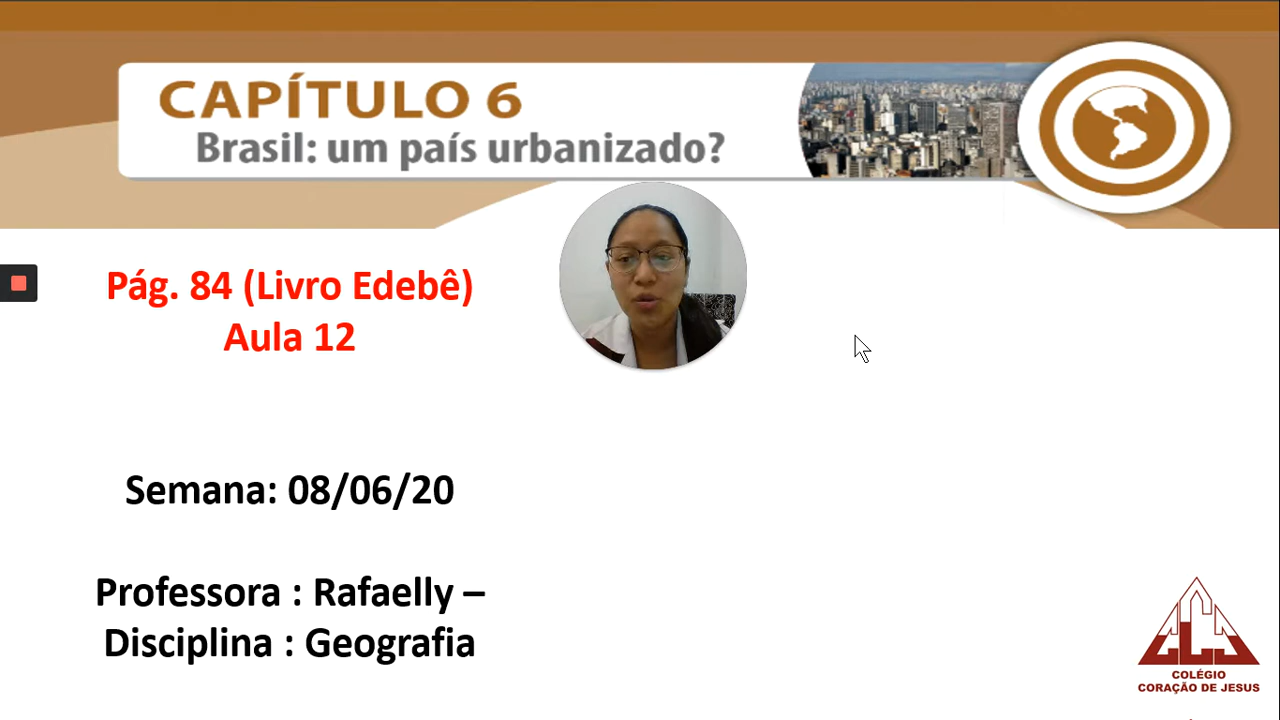 CAPÍTULO 6
Brasil: um país urbanizado?
Pág. 84 (Livro Edebê)
Aula 12
Semana: 08/06/20
Professora : Rafaelly –
Disciplina : Geografia
CCJ
COLÉGIO
CORAÇÃO DE JESUS